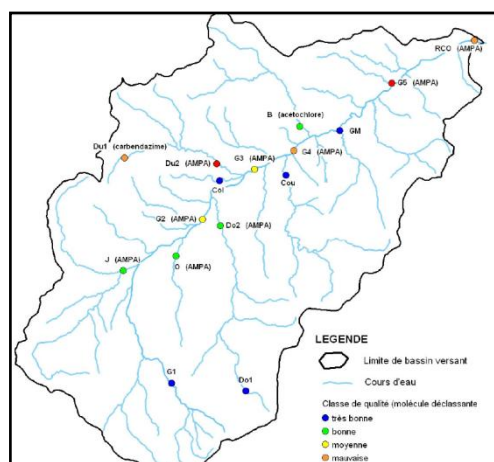 RCO (AMPA)
G5 (AMPA)
B (acetochlore)
GM
Du1 (carbendazime)
G3 (AMPA)
G4 (AMPA)
Du2 (AMPA)
Col
Cou
G2 (AMPA)
Do2 (AMPA)
J (AMPA)
O (AMPA)
G1
Do1
LEGENDE
Limite de bassin versant
Cours d'eau
Classe de qualité (molécule déclassante
très bonne
bonne
moyenne
mauvaise